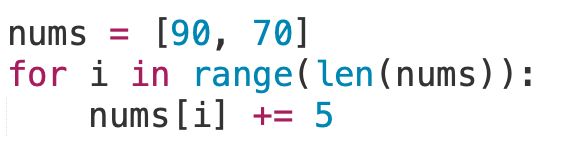 nums = [90, 70]
for i in range(len(nums)):
    nums[i] += 5